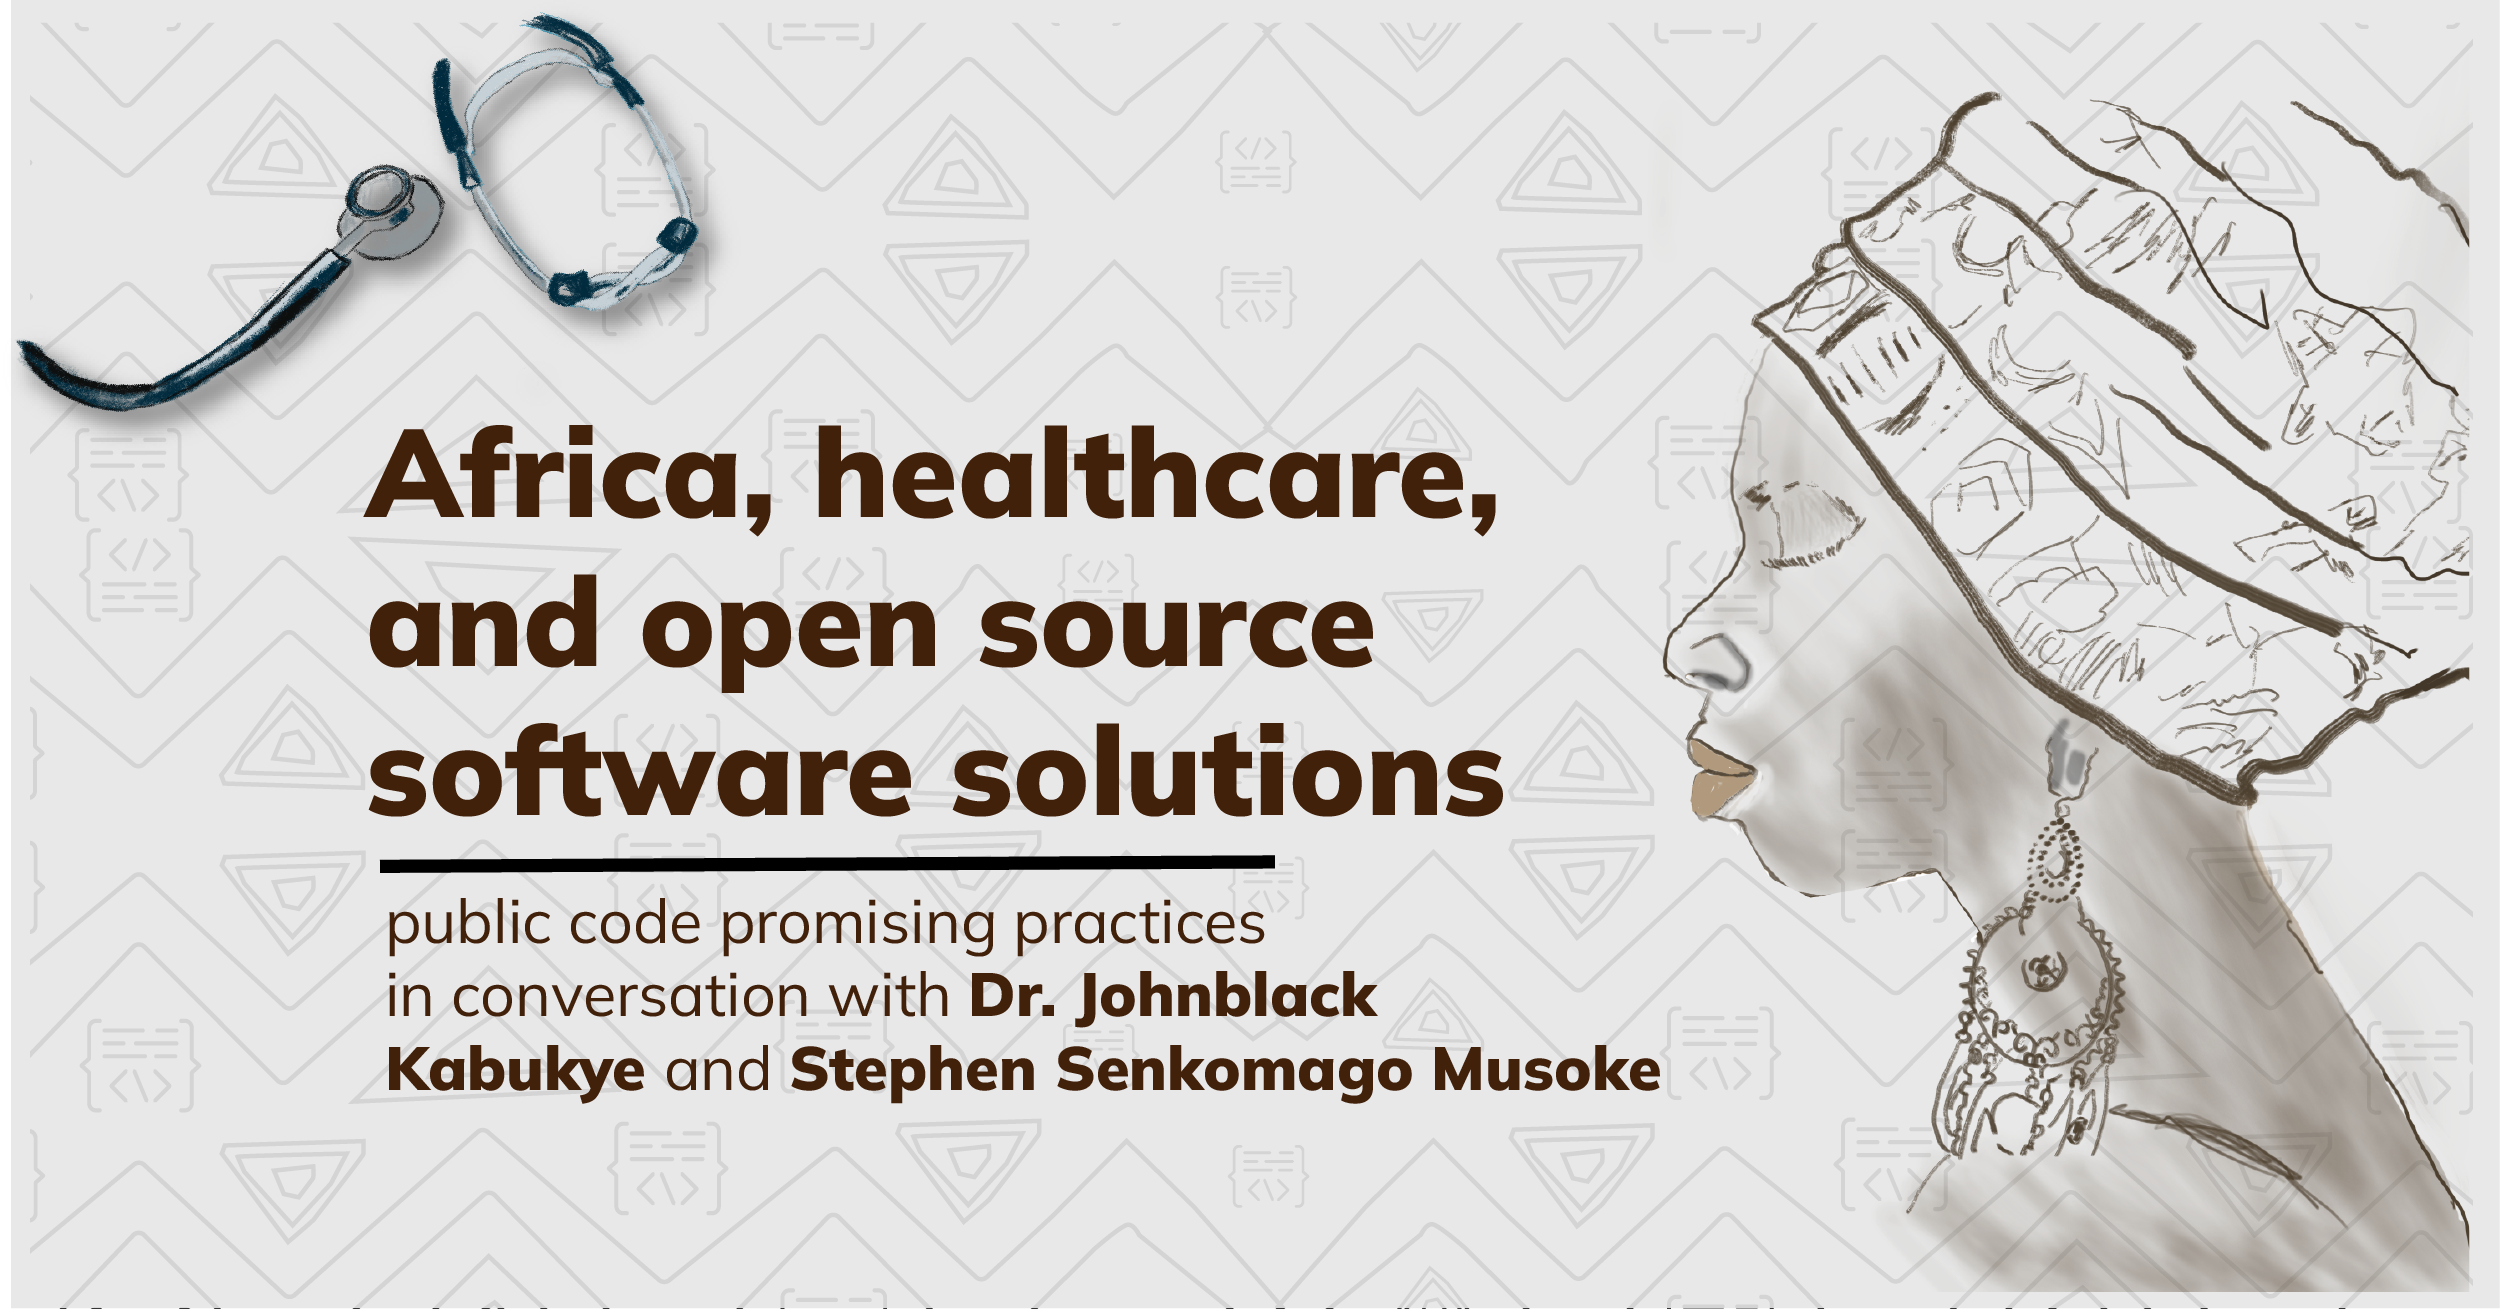 Africa, healthcare,
and open source
software solutions
public code promising practices
in conversation with Dr. Johnblack
Kabukye and Stephen Senkomago Musoke